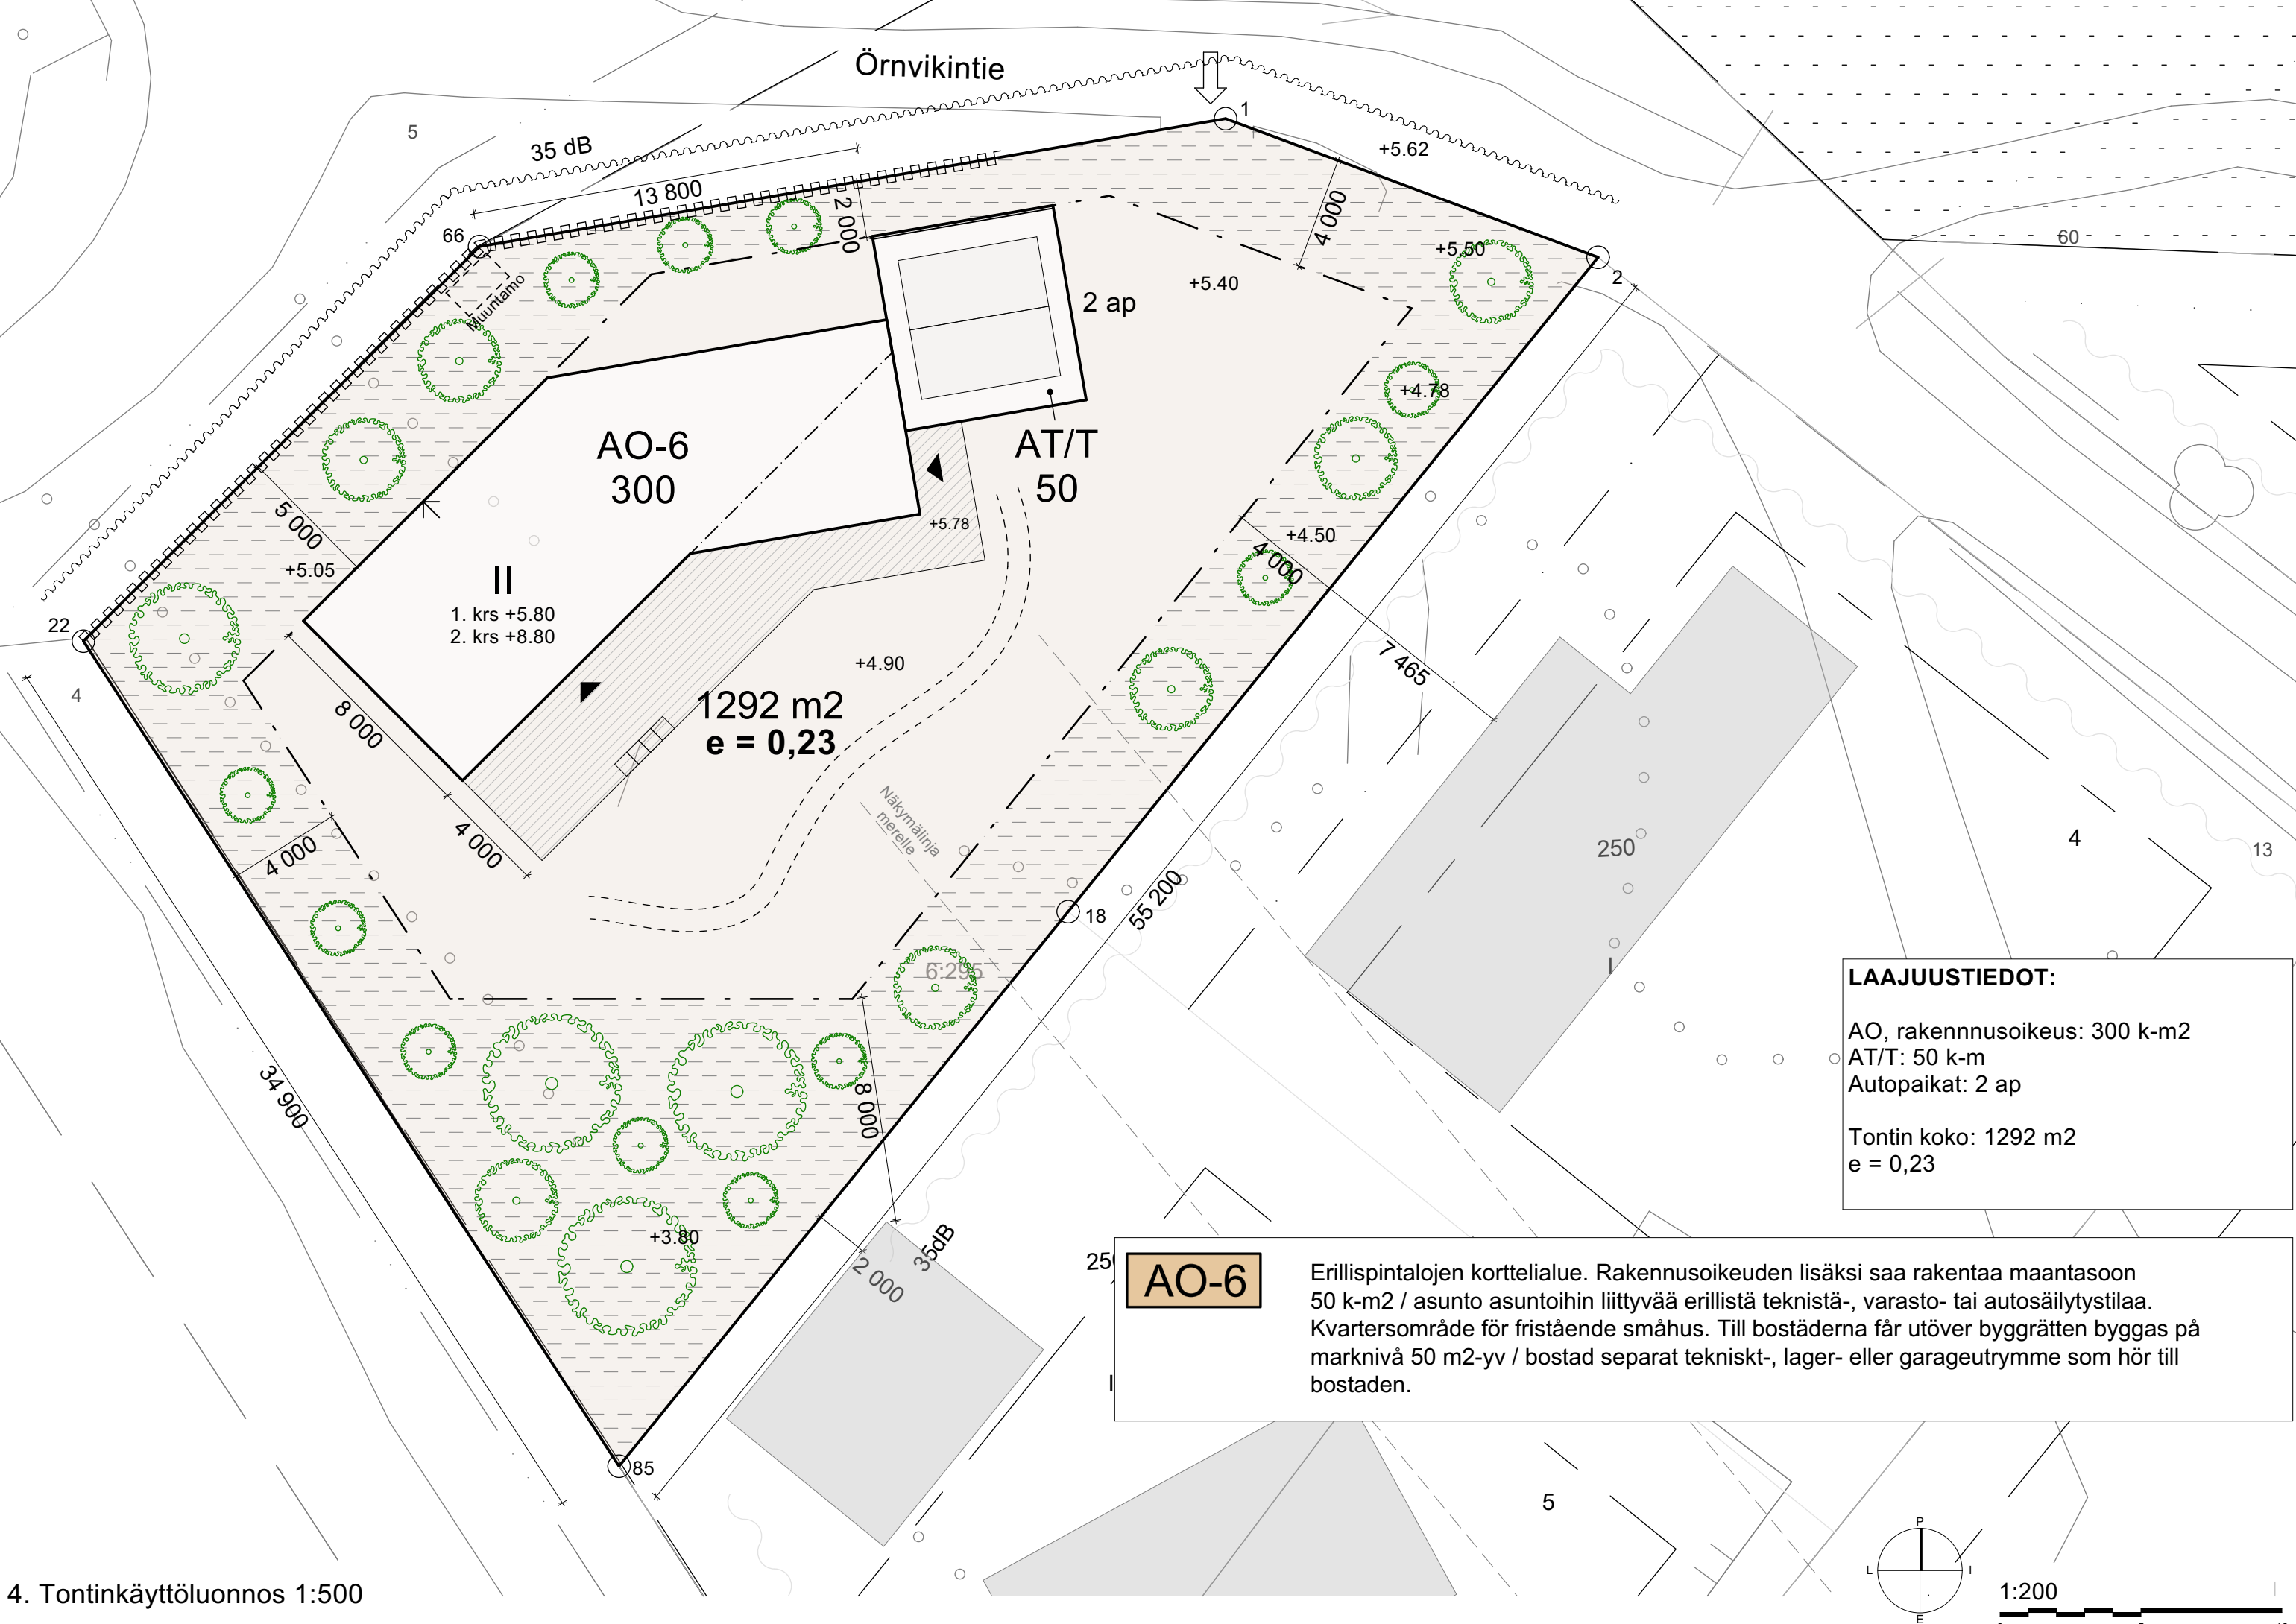 Örnvikintie
35 dB
13 800
2 000
66
Muuntamo
5
1
+5.62
4 000
+5.50
2
60
+5.40
2 ap
+4.78
AO-6
300
AT/T
50
+5.78
5 000
+5.05
II
1. krs +5.80
2. krs +8.80
22
4
+4.50
4 000
7 465
+4.90
1292 m2
e = 0,23
8 000
4 000
4 000
Näkymälinja
merelle
18
55 200
6:295
250
I
4
13
34 900
8 000
+3.80
2 000
35dB
85
LAAJUUSTIEDOT:
AO, rakennnusoikeus: 300 k-m2
AT/T: 50 k-m
Autopaikat: 2 ap
Tontin koko: 1292 m2
e = 0,23
25
I
AO-6
Erillispintalojen korttelialue. Rakennusoikeuden lisäksi saa rakentaa maantasoon
50 k-m2 / asunto asuntoihin liittyvää erillistä teknistä-, varasto- tai autosäilytystilaa.
Kvartersområde för fristående småhus. Till bostäderna får utöver byggrätten byggas på
marknivå 50 m2-yv / bostad separat tekniskt-, lager- eller garageutrymme som hör till
bostaden.
5
P
L
I
E
1:200
4. Tontinkäyttöluonnos 1:500